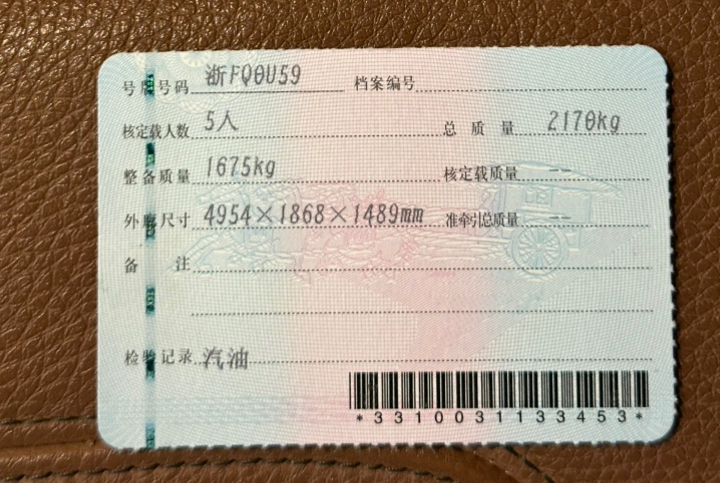 号牌号码 浙FQ0U59 档案编号
核定载人数 5人 总质量 2170kg
整备质量 1675kg 核定载质量 --
外廓尺寸 4954×1868×1489mm 准牵引总质量 --
备注
检验记录 汽油
*3310031133453*